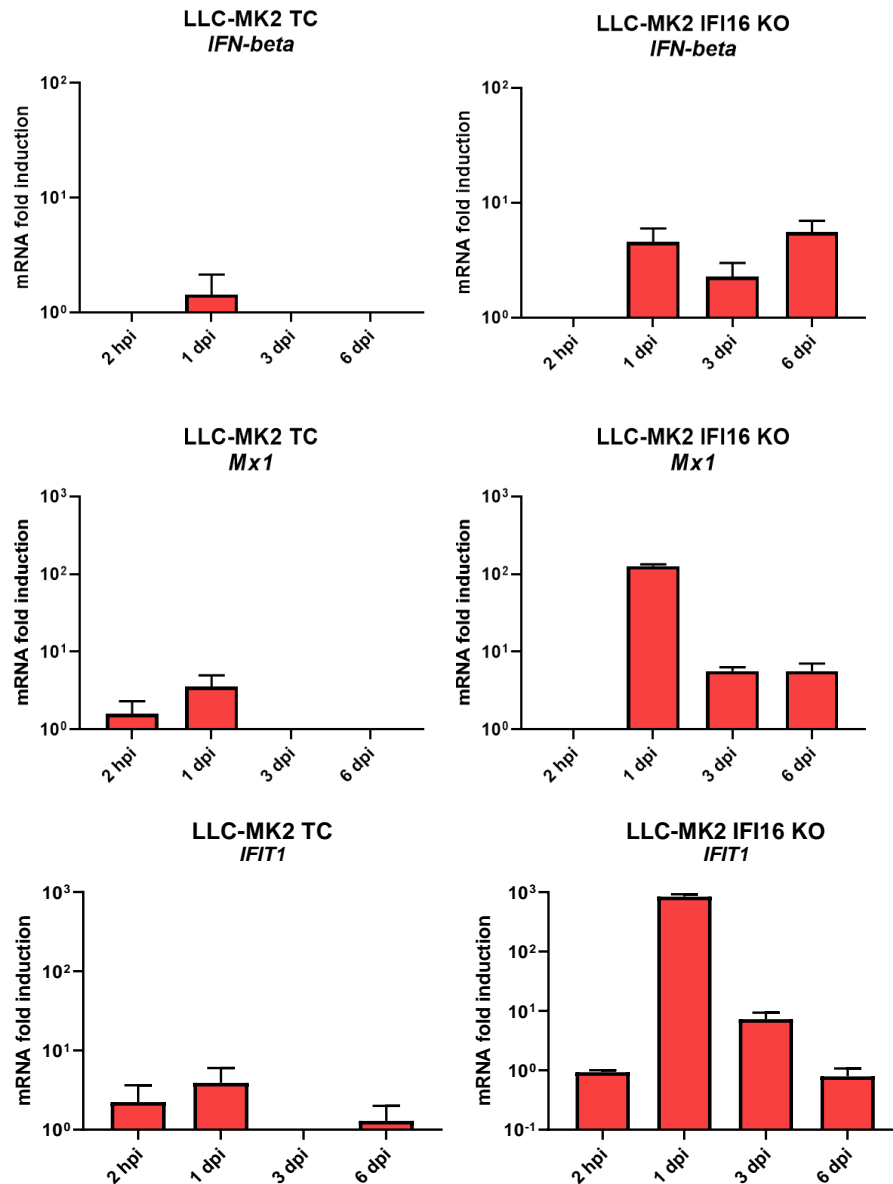 LLC-MK2 TC
IFN-beta
mRNA fold induction
10²
10¹
10⁰
2 hpi
1 dpi
3 dpi
6 dpi
LLC-MK2 IFI16 KO
IFN-beta
mRNA fold induction
10²
10¹
10⁰
2 hpi
1 dpi
3 dpi
6 dpi
LLC-MK2 TC
Mx1
mRNA fold induction
10³
10²
10¹
10⁰
2 hpi
1 dpi
3 dpi
6 dpi
LLC-MK2 IFI16 KO
Mx1
mRNA fold induction
10³
10²
10¹
10⁰
2 hpi
1 dpi
3 dpi
6 dpi
LLC-MK2 TC
IFIT1
mRNA fold induction
10³
10²
10¹
10⁰
2 hpi
1 dpi
3 dpi
6 dpi
LLC-MK2 IFI16 KO
IFIT1
mRNA fold induction
10³
10²
10¹
10⁰
10⁻¹
2 hpi
1 dpi
3 dpi
6 dpi